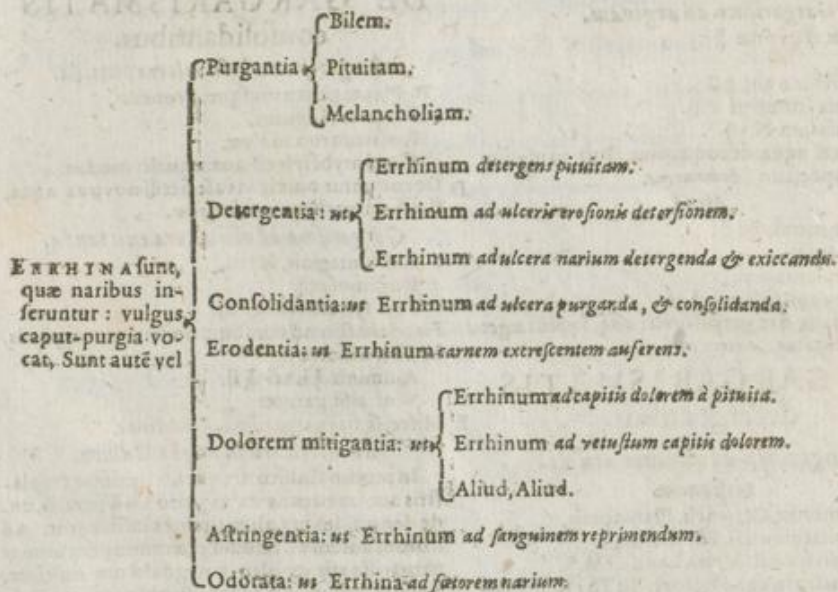 Bilem.
Purgantia Pituitam.
Melancholiam.
Errhinum detergens pituitam.
Detergentia: ut Errhinum ad ulceris erosionis detersionem.
Errhinum ad ulcera narium detergenda & exiccanda.
ERRHINA sunt,
quæ naribus in-
seruntur: vulgus
caput-purgia vo-
cat, Sunt autē vel
Consolidantia: ut Errhinum ad ulcera purganda, & consolidanda.
Erodentia: ut Errhinum carnem excrescentem auferens.
Errhinum ad capitis dolorem à pituita.
Dolorem mitigantia: ut Errhinum ad vetustum capitis dolorem.
Aliud, Aliud.
Astringentia: ut Errhinum ad sanguinem reprimendum.
Odorata: ut Errhina ad fœtorem narium.